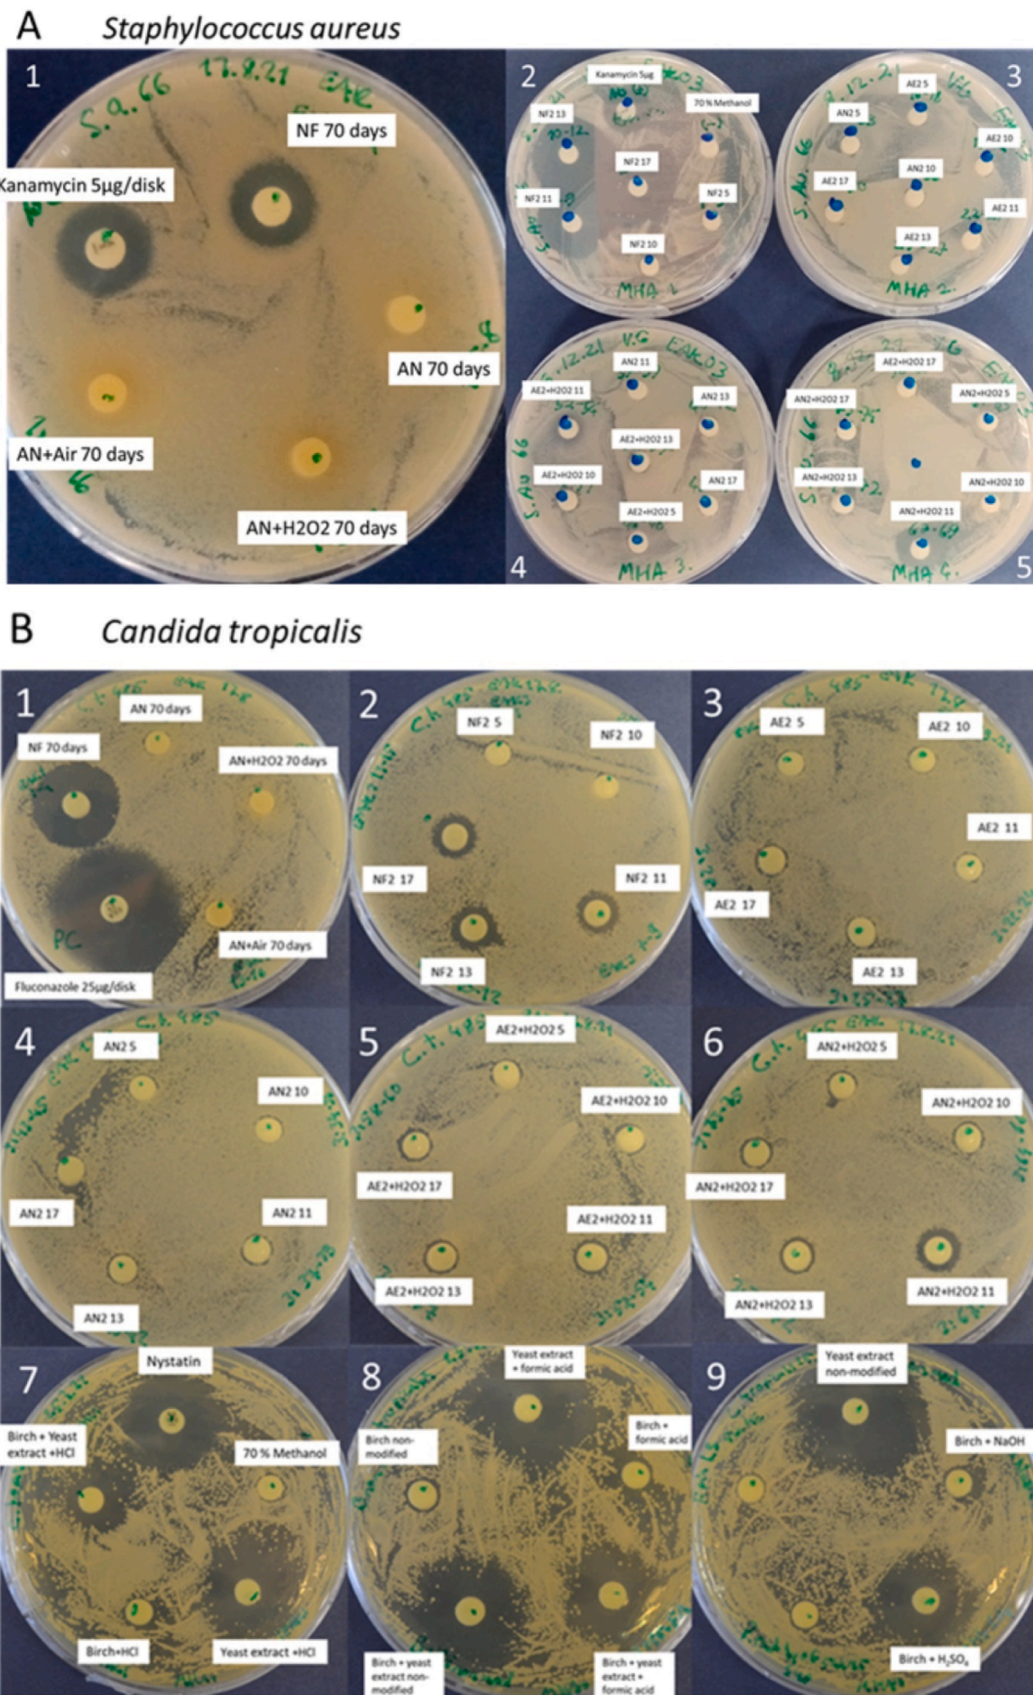 A
Staphylococcus aureus
1
S.a.66
17.8.21
EAK
NF 70 days
Kanamycin 5µg/disk
AN 70 days
AN+Air 70 days
AN+H2O2 70 days
2
Kanamycin 5µg
EAK03
NF2 13
70 % Methanol
NF2 17
NF2 11
NF2 5
NF2 10
MHA 1
3
AE2 5
AN2 5
AE2 10
AN2 10
AE2 17
AE2 11
AE2 13
MHA 2.
4
V.G
EAK03
AN2 11
AE2+H2O2 11
AN2 13
AE2+H2O2 13
AE2+H2O2 10
AN2 17
AE2+H2O2 5
S.Au 66
MHA 3.
5
AE2+H2O2 17
AN2+H2O2 17
AN2+H2O2 5
AN2+H2O2 13
AN2+H2O2 10
AN2+H2O2 11
MHA 4.
B
Candida tropicalis
1
AN 70 days
NF 70 days
AN+H2O2 70 days
PC
AN+Air 70 days
Fluconazole 25µg/disk
2
NF2 5
NF2 10
NF2 17
NF2 11
NF2 13
3
AE2 5
AE2 10
AE2 11
AE2 17
AE2 13
4
AN2 5
AN2 10
AN2 17
AN2 11
AN2 13
5
AE2+H2O2 5
AE2+H2O2 10
AE2+H2O2 17
AE2+H2O2 11
AE2+H2O2 13
6
AN2+H2O2 5
AN2+H2O2 10
AN2+H2O2 17
AN2+H2O2 11
AN2+H2O2 13
7
Nystatin
Birch + Yeast
extract +HCl
70 % Methanol
Birch+HCl
Yeast extract +HCl
8
Yeast extract
+ formic acid
Birch non-
modified
Birch +
formic acid
Birch + yeast
extract non-
modified
Birch + yeast
extract +
formic acid
9
Yeast extract
non-modified
Birch + NaOH
Birch + H₂SO₄